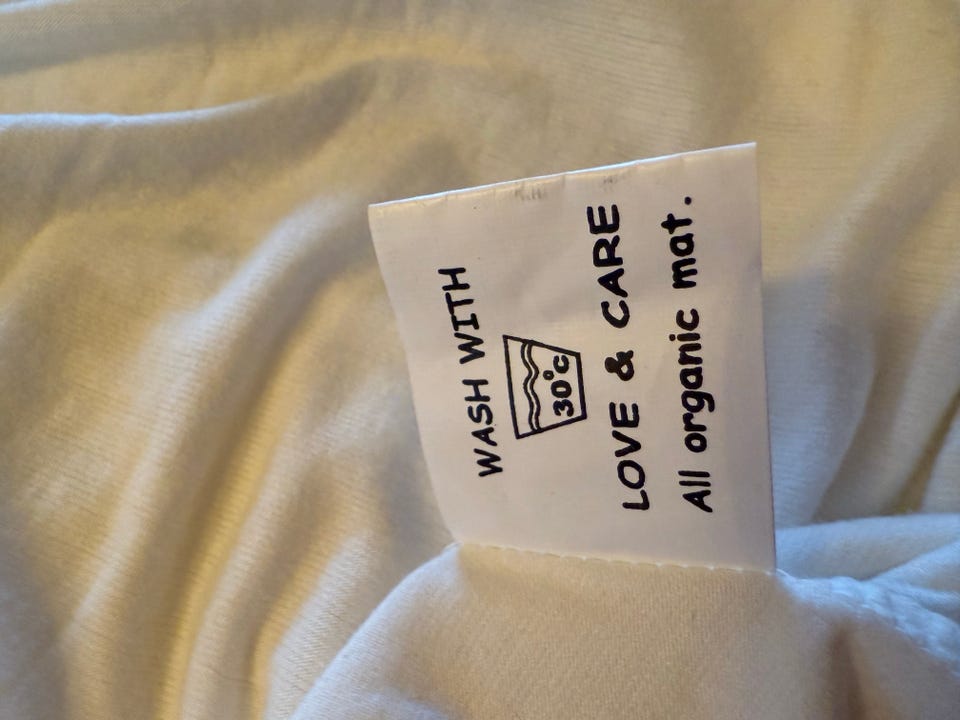 WASH WITH
30°C
LOVE & CARE
All organic mat.